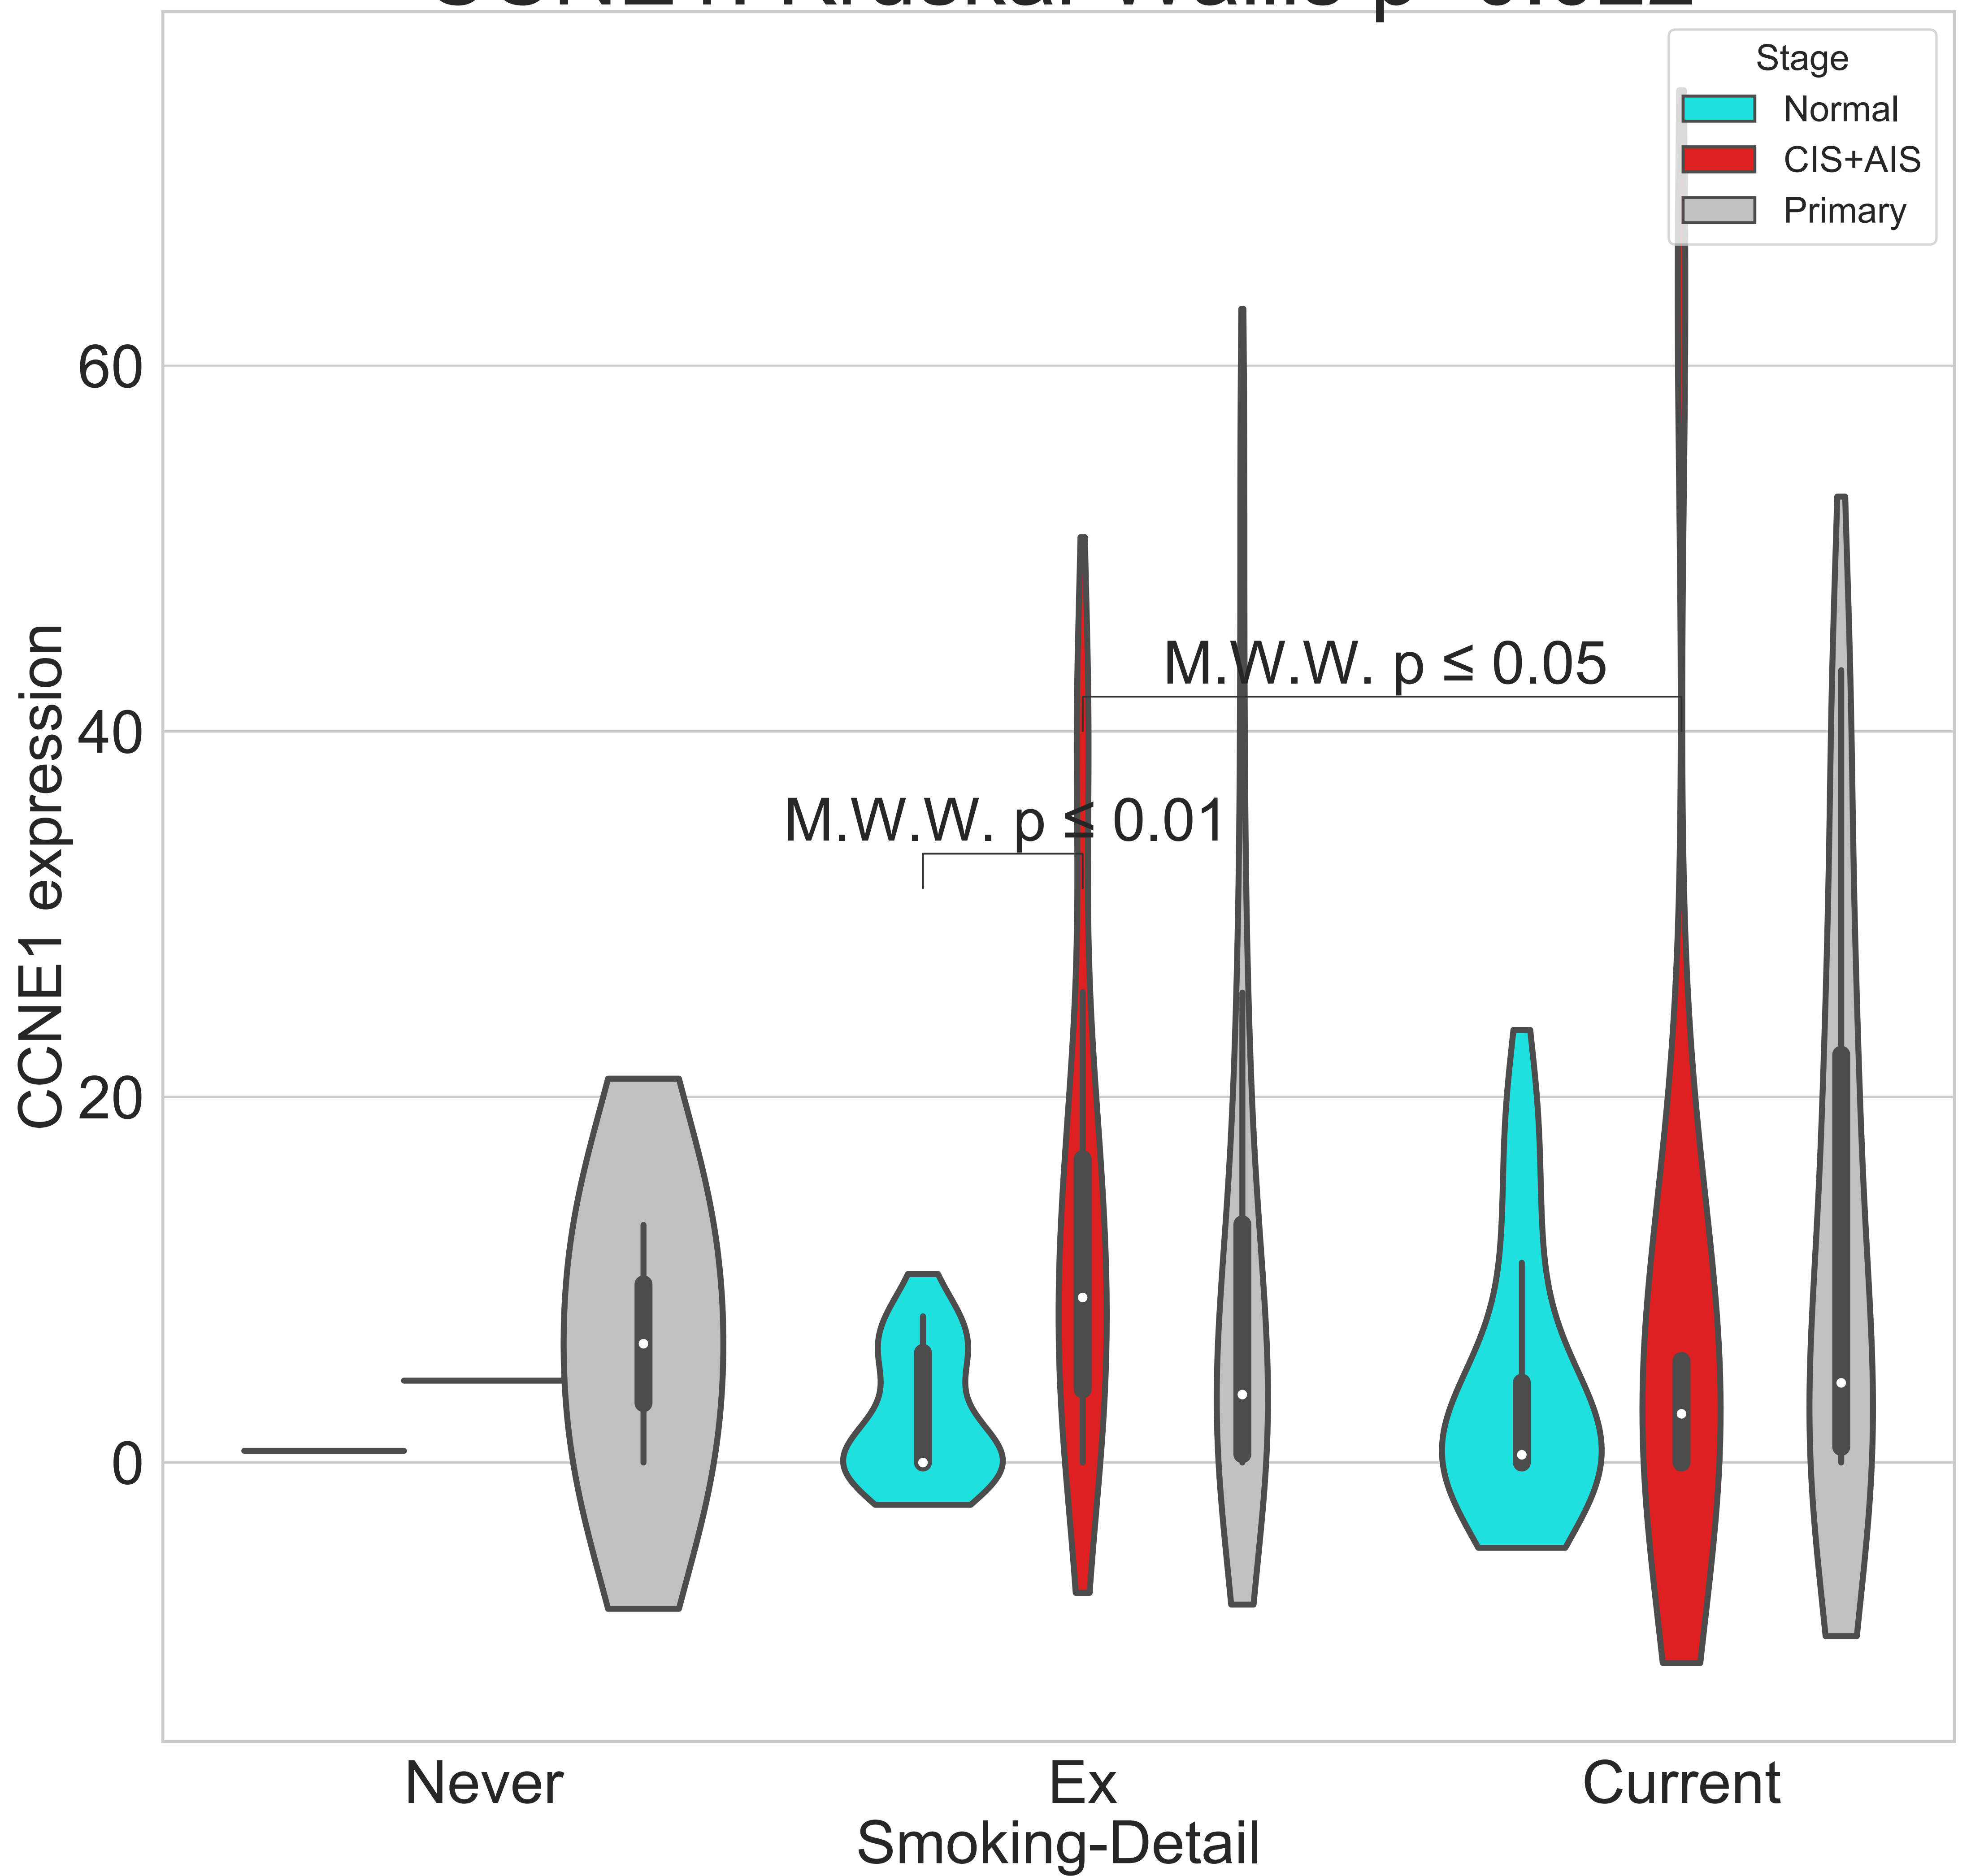 Stage
Normal
CIS+AIS
Primary
60
40
20
0
CCNE1 expression
M.W.W. p ≤ 0.05
M.W.W. p ≤ 0.01
Never
Ex
Current
Smoking-Detail